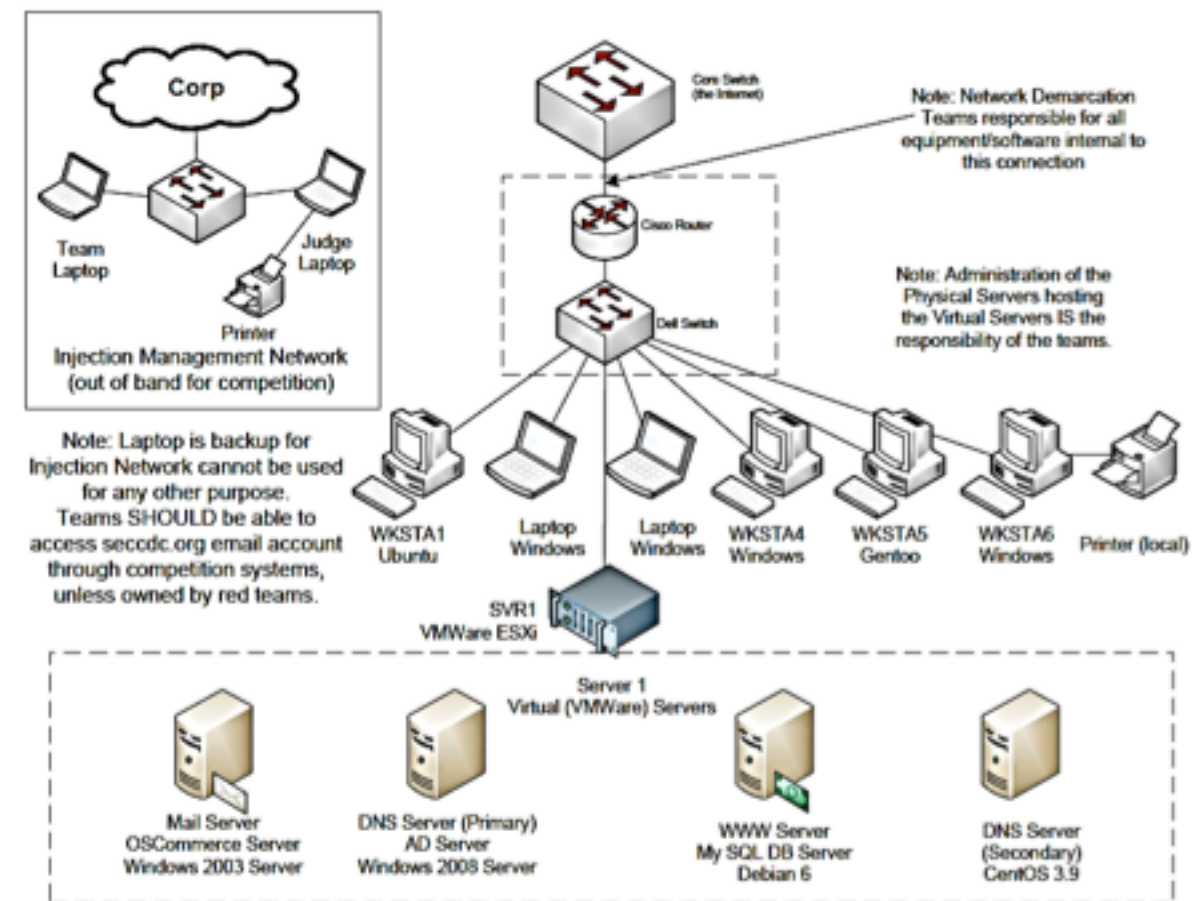 Corp
Team
Laptop
Judge
Laptop
Printer
Injection Management Network
(out of band for competition)
Core Switch
(the Internet)
Note: Network Demarcation
Teams responsible for all
equipment/software internal to
this connection
Cisco Router
Note: Administration of the
Physical Servers hosting
the Virtual Servers IS the
responsibility of the teams.
Dell Switch
Note: Laptop is backup for
Injection Network cannot be used
for any other purpose.
Teams SHOULD be able to
access seccdc.org email account
through competition systems,
unless owned by red teams.
WKSTA1
Ubuntu
Laptop
Windows
Laptop
Windows
WKSTA4
Windows
WKSTA5
Gentoo
WKSTA6
Windows
Printer (local)
SVR1
VMWare ESXi
Server 1
Virtual (VMWare) Servers
Mail Server
OSCommerce Server
Windows 2003 Server
DNS Server (Primary)
AD Server
Windows 2008 Server
WWW Server
My SQL DB Server
Debian 6
DNS Server
(Secondary)
CentOS 3.9